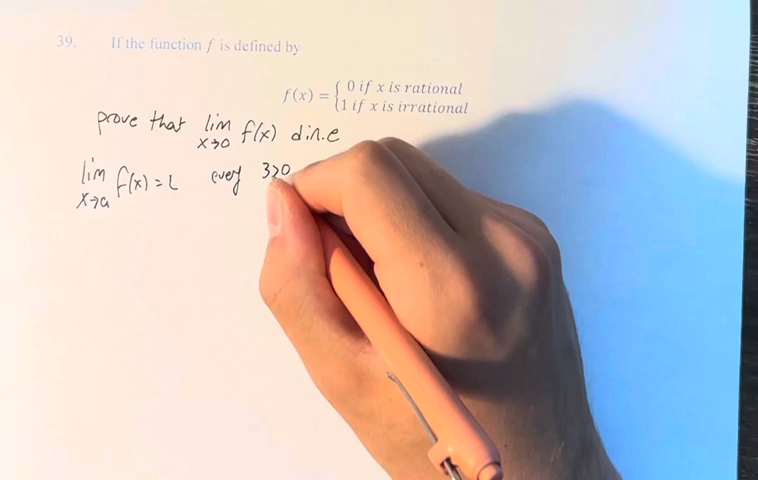 39. If the function f is defined by
f(x) = { 0 if x is rational
1 if x is irrational
prove that lim x→0 f(x) d.n.e
lim x→a f(x) = L every ε>0